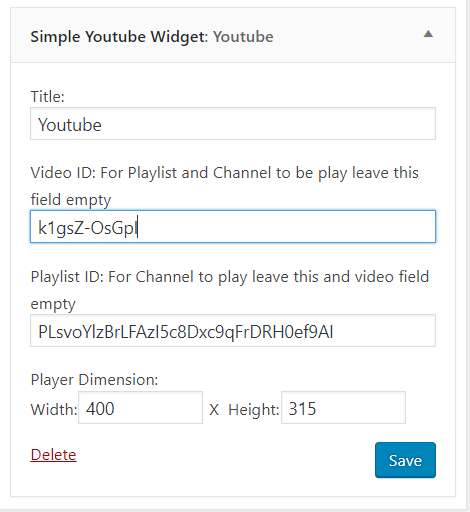 Simple Youtube Widget: Youtube
Title:
Youtube
Video ID: For Playlist and Channel to be play leave this
field empty
k1gsZ-OsGpI
Playlist ID: For Channel to play leave this and video field
empty
PLsvoYlzBrLFAzI5c8Dxc9qFrDRH0ef9AI
Player Dimension:
Width: 400 X Height: 315
Delete Save